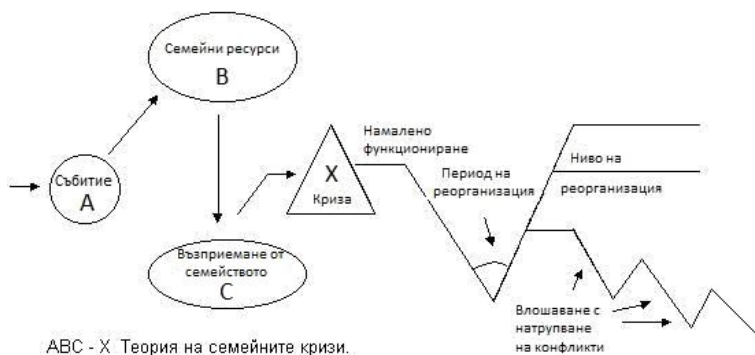 Семейни ресурси
B
Събитие
A
Възприемане от
семейството
C
X
Криза
Намалено
функциониране
Период на
реорганизация
Ниво на
реорганизация
Влошаване с
натрупване
на конфликти
ABC - X Теория на семейните кризи.